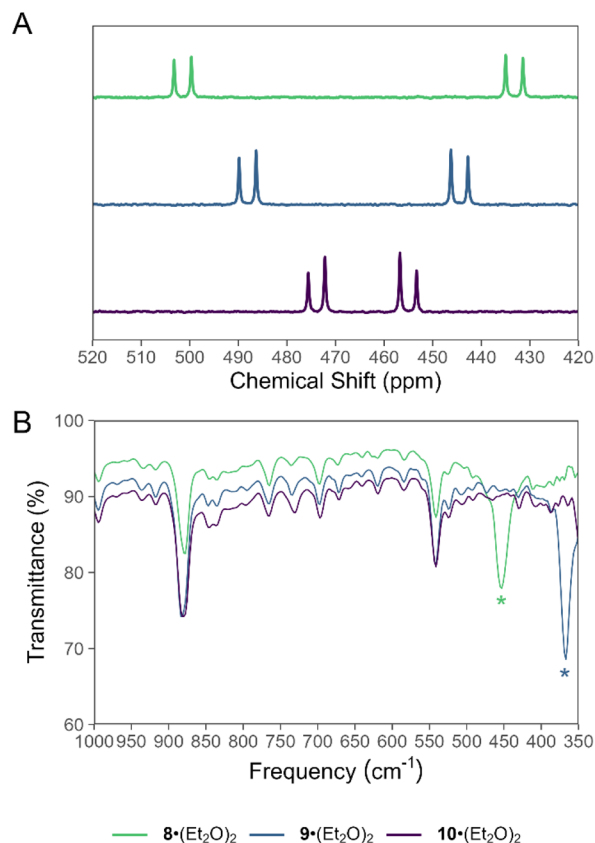 A
520 510 500 490 480 470 460 450 440 430 420
Chemical Shift (ppm)
B
100
90
80
70
60
Transmittance (%)
*
*
1000 950 900 850 800 750 700 650 600 550 500 450 400 350
Frequency (cm⁻¹)
8•(Et₂O)₂ 9•(Et₂O)₂ 10•(Et₂O)₂